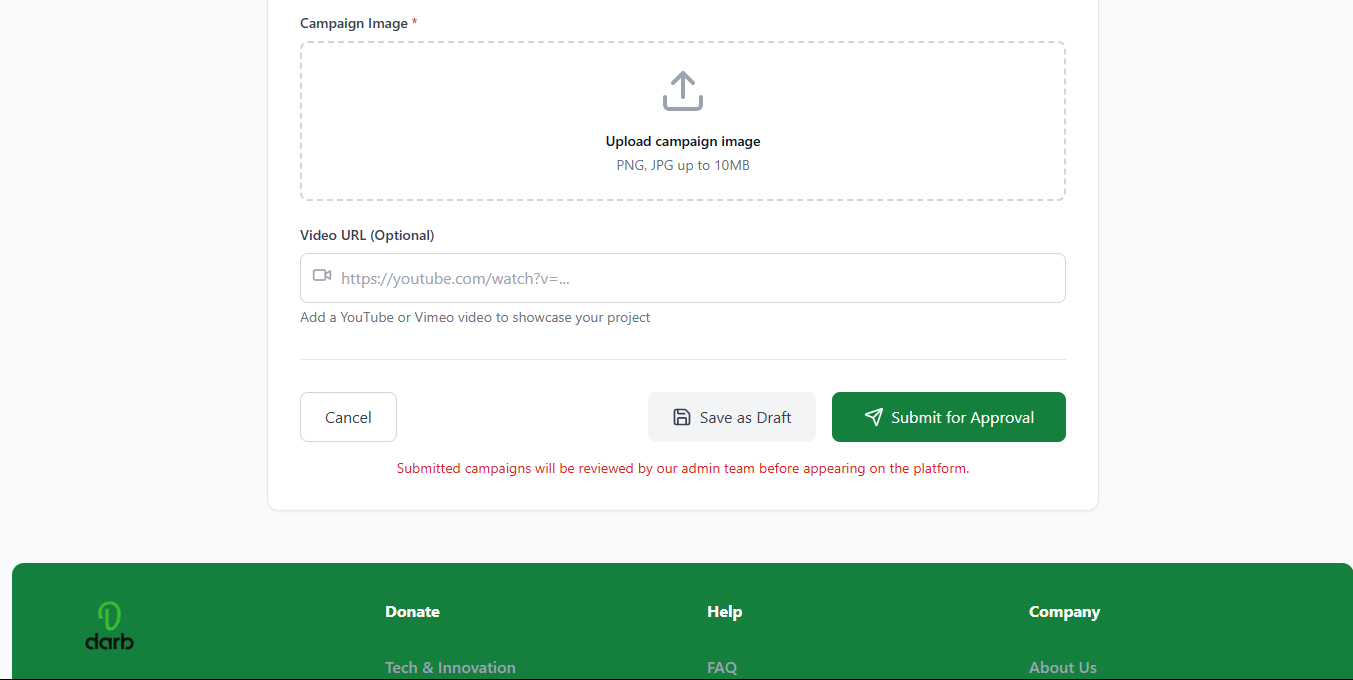 Campaign Image *
Upload campaign image
PNG, JPG up to 10MB
Video URL (Optional)
https://youtube.com/watch?v=...
Add a YouTube or Vimeo video to showcase your project
Cancel
Save as Draft
Submit for Approval
Submitted campaigns will be reviewed by our admin team before appearing on the platform.
darb
Donate
Help
Company
Tech & Innovation
FAQ
About Us